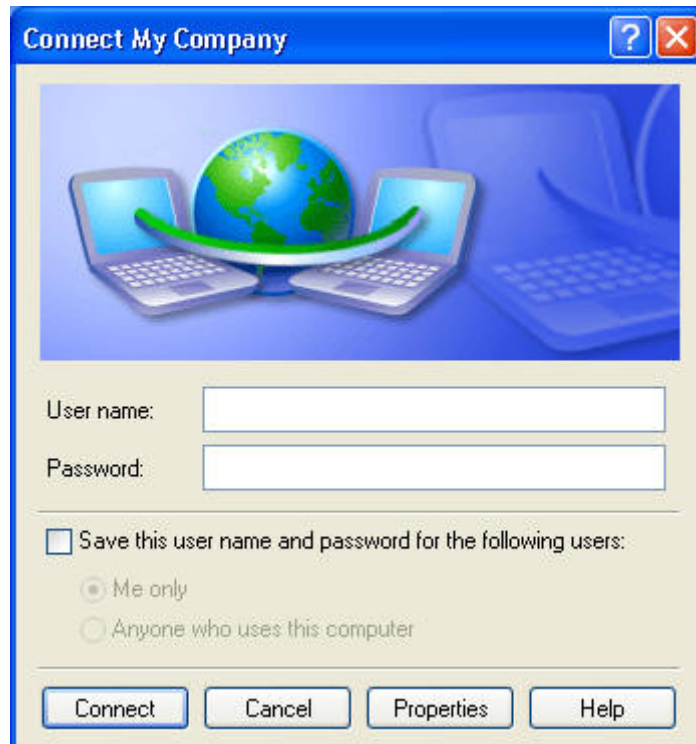 Connect My Company
User name:
Password:
Save this user name and password for the following users:
Me only
Anyone who uses this computer
Connect Cancel Properties Help